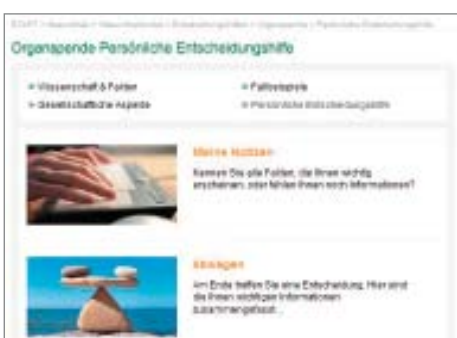 Organspende Persönliche Entscheidungshilfe
» Wissenschaft & Fakten
» Fallbeispiele
» Gesellschaftliche Aspekte
» Persönliche Entscheidungshilfe
Meine Notizen
Kennen Sie alle Fakten, die Ihnen wichtig
erscheinen, oder fehlen Ihnen noch Informationen?
Abwägen
Am Ende treffen Sie eine Entscheidung. Hier sind
die Ihnen wichtigen Informationen
zusammengefasst...